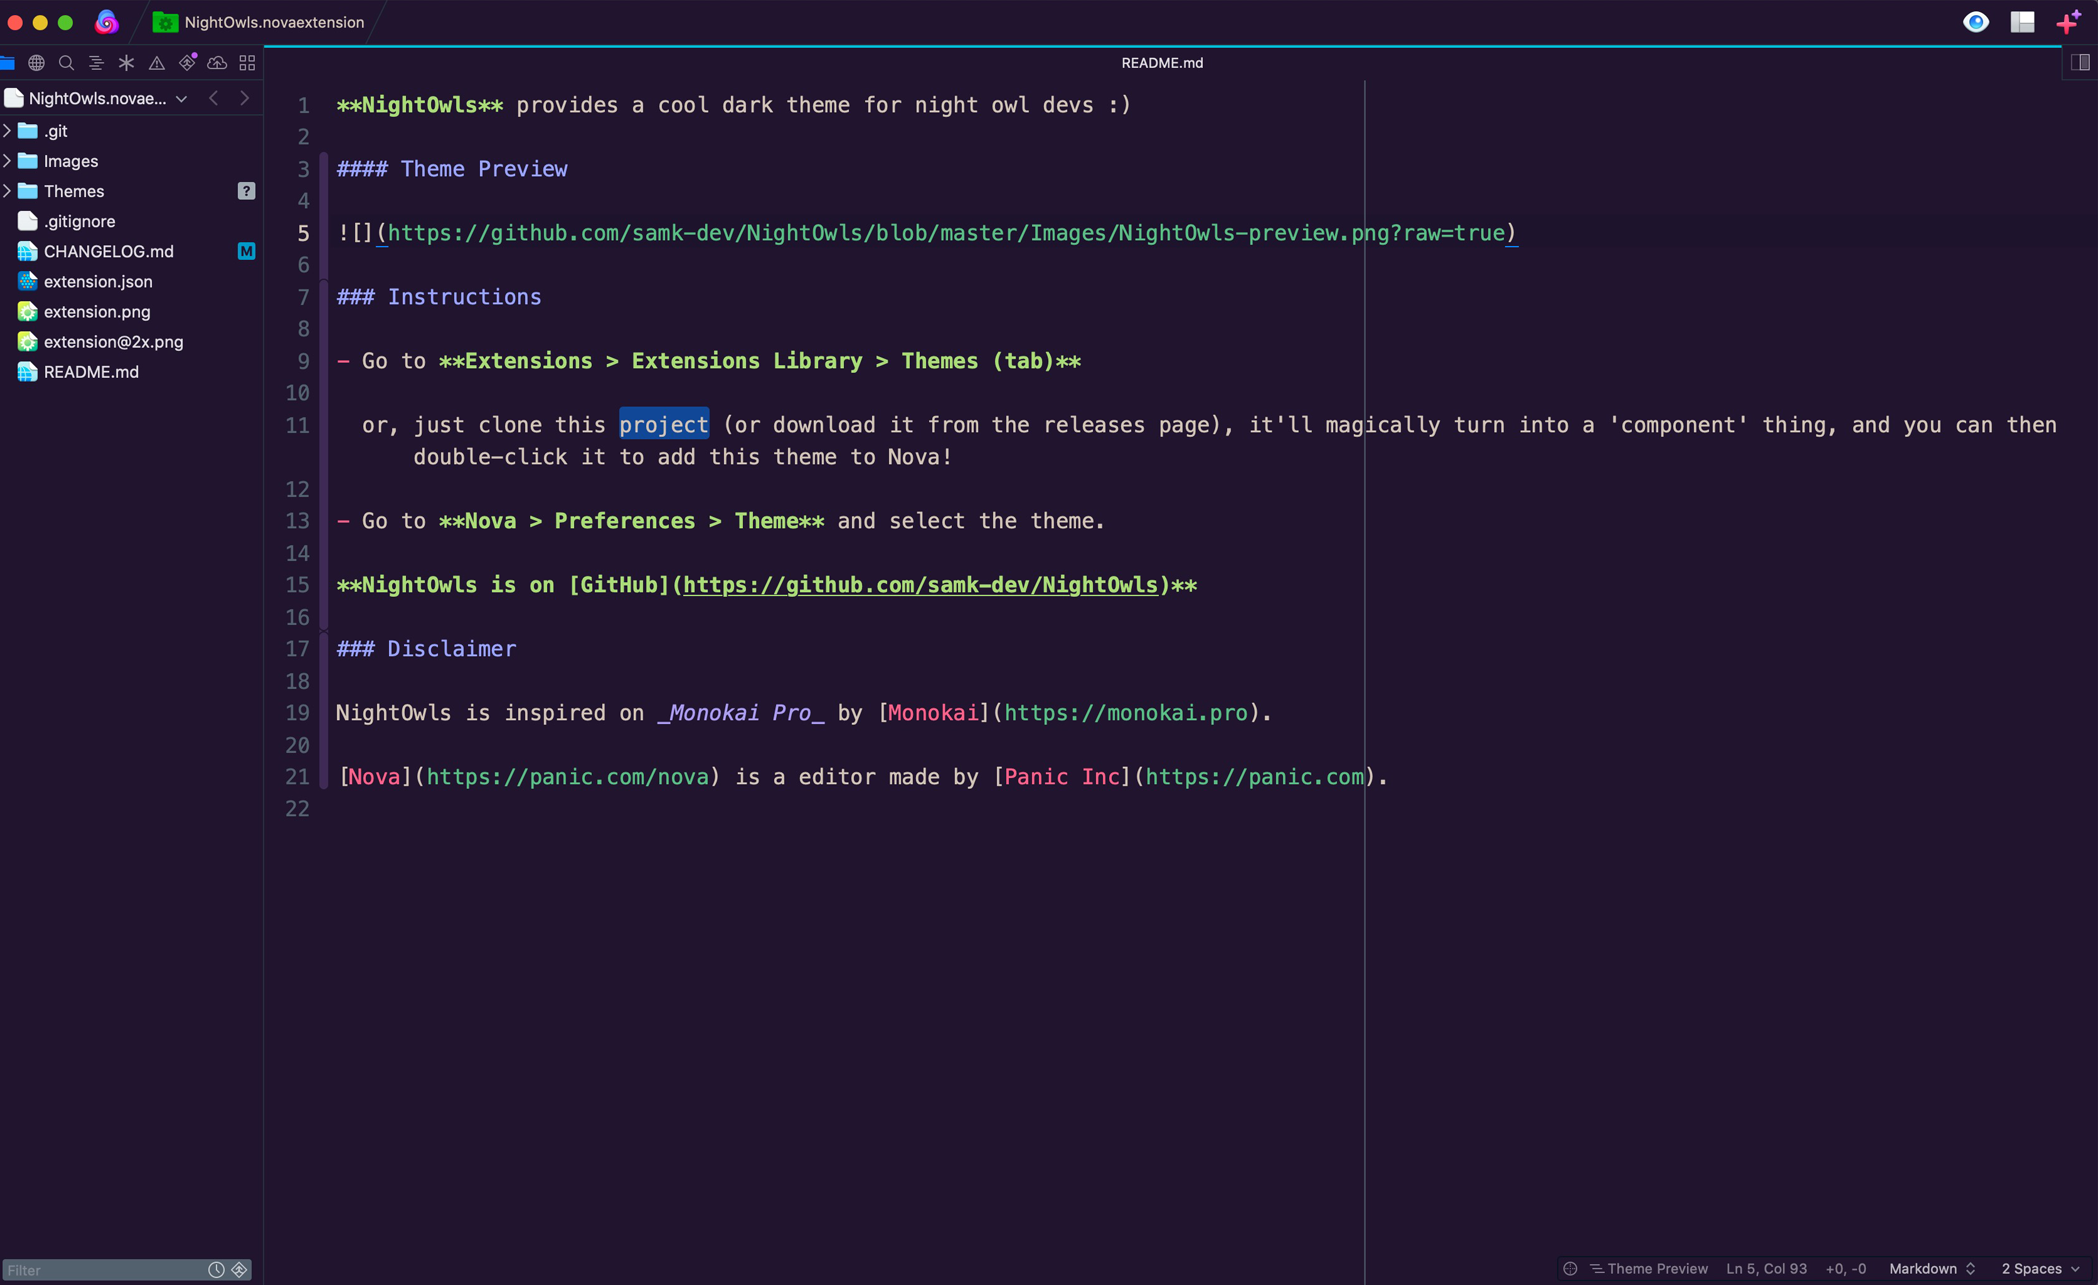 NightOwls.novaextension
README.md
NightOwls.novae...
.git
Images
Themes
?
.gitignore
CHANGELOG.md
M
extension.json
extension.png
extension@2x.png
README.md
1 **NightOwls** provides a cool dark theme for night owl devs :)
2
3 #### Theme Preview
4
5 ![](https://github.com/samk-dev/NightOwls/blob/master/Images/NightOwls-preview.png?raw=true)
6
7 ### Instructions
8
9 - Go to **Extensions > Extensions Library > Themes (tab)**
10
11 or, just clone this project (or download it from the releases page), it'll magically turn into a 'component' thing, and you can then
double-click it to add this theme to Nova!
12
13 - Go to **Nova > Preferences > Theme** and select the theme.
14
15 **NightOwls is on [GitHub](https://github.com/samk-dev/NightOwls)**
16
17 ### Disclaimer
18
19 NightOwls is inspired on _Monokai Pro_ by [Monokai](https://monokai.pro).
20
21 [Nova](https://panic.com/nova) is a editor made by [Panic Inc](https://panic.com).
22
Filter
Theme Preview Ln 5, Col 93 +0, -0 Markdown 2 Spaces